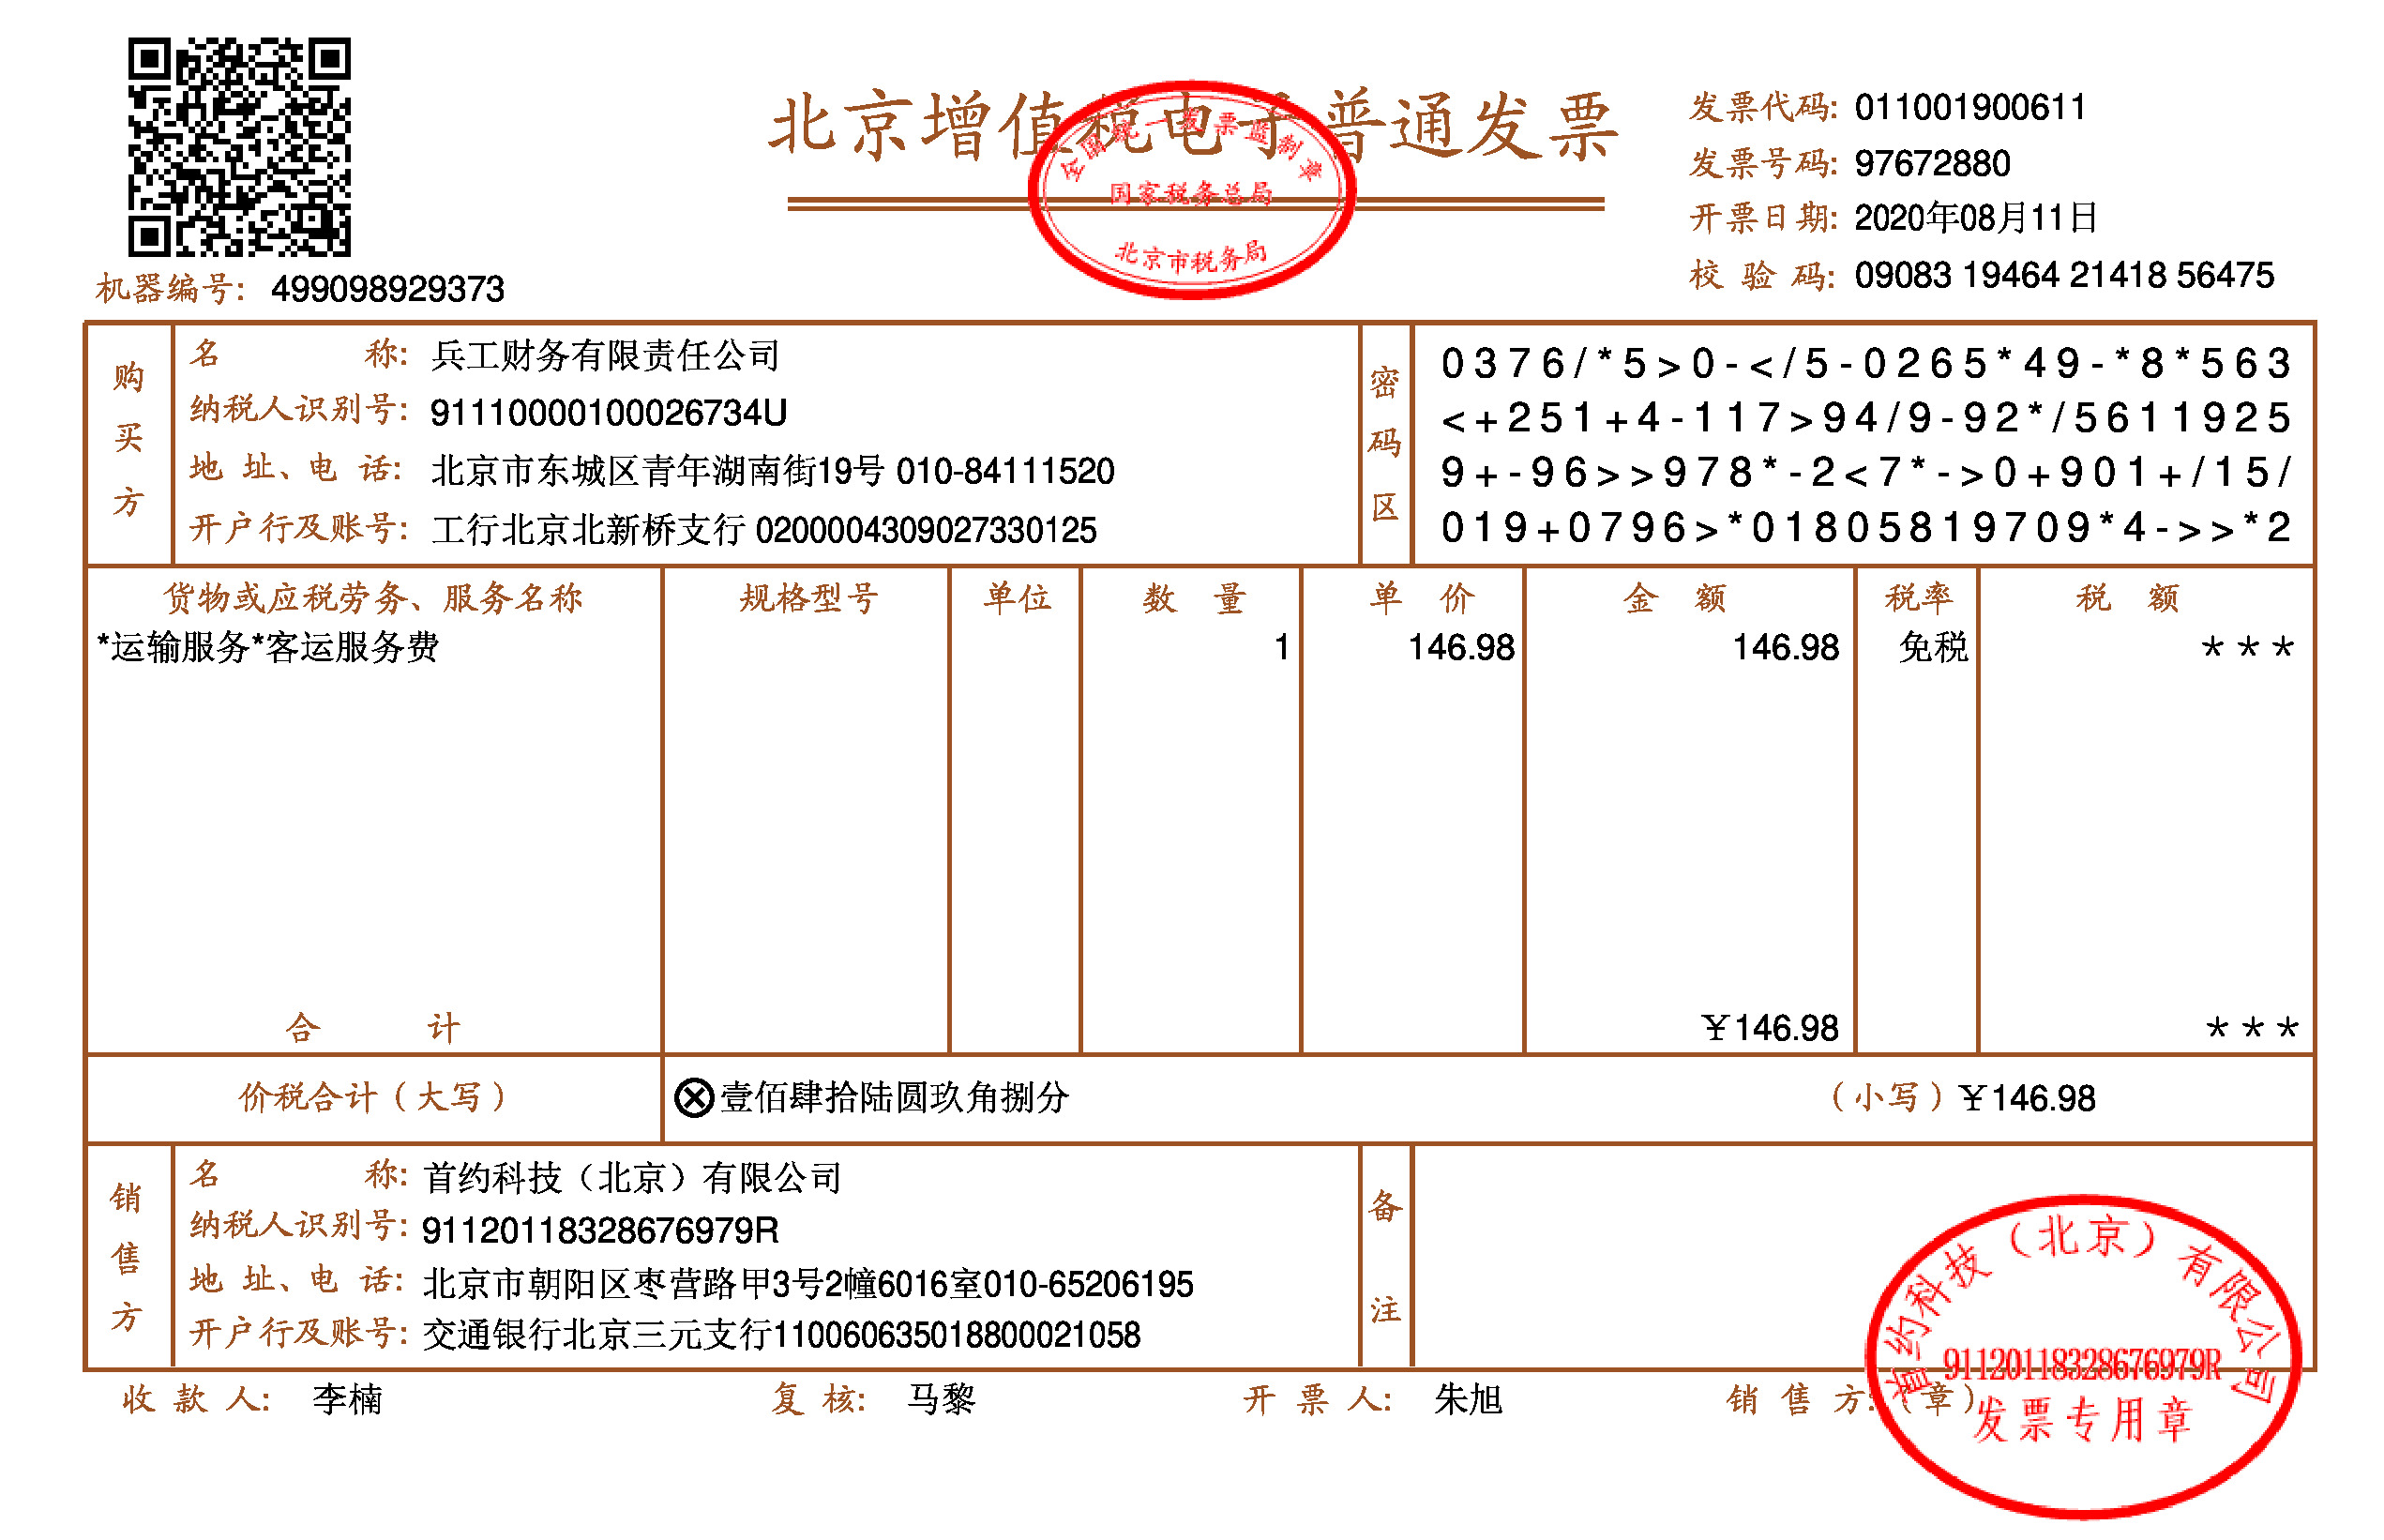 北京增值税电子普通发票
全国统一发票监制章
国家税务总局
北京市税务局
发票代码: 011001900611
发票号码: 97672880
开票日期: 2020年08月11日
校 验 码: 09083 19464 21418 56475
机器编号: 499098929373
购买方
名 称: 兵工财务有限责任公司
纳税人识别号: 91110000100026734U
地 址、电 话: 北京市东城区青年湖南街19号 010-84111520
开户行及账号: 工行北京北新桥支行 0200004309027330125
密码区
0376/*5>0-</5-0265*49-*8*563
<+251+4-117>94/9-92*/5611925
9+-96>>978*-2<7*->0+901+/15/
019+0796>*01805819709*4->>*2
货物或应税劳务、服务名称 规格型号 单位 数 量 单 价 金 额 税率 税 额
*运输服务*客运服务费 1 146.98 146.98 免税 ***
合 计 ￥146.98 ***
价税合计(大写) ⊗壹佰肆拾陆圆玖角捌分 (小写)￥146.98
销售方
名 称: 首约科技（北京）有限公司
纳税人识别号: 91120118328676979R
地 址、电 话: 北京市朝阳区枣营路甲3号2幢6016室010-65206195
开户行及账号: 交通银行北京三元支行110060635018800021058
备注
收 款 人: 李楠 复 核: 马黎 开 票 人: 朱旭 销 售 方:(章)
首约科技（北京）有限公司
91120118328676979R
发票专用章